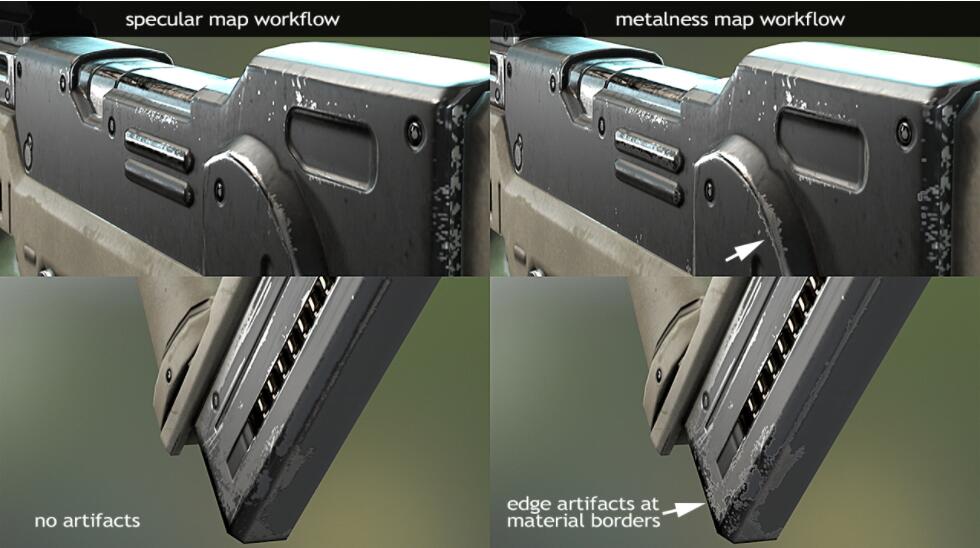 specular map workflow
metalness map workflow
no artifacts
edge artifacts at
material borders